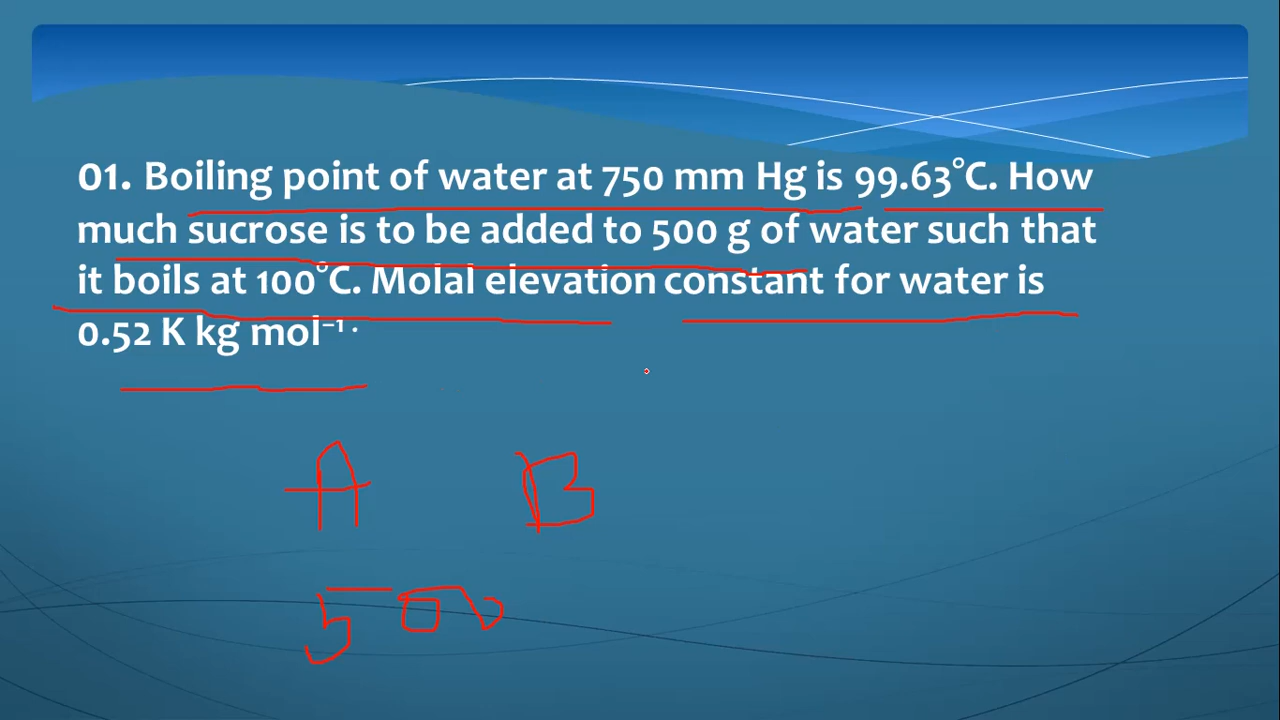 01. Boiling point of water at 750 mm Hg is 99.63°C. How
much sucrose is to be added to 500 g of water such that
it boils at 100°C. Molal elevation constant for water is
0.52 K kg mol⁻¹ .
A B
500